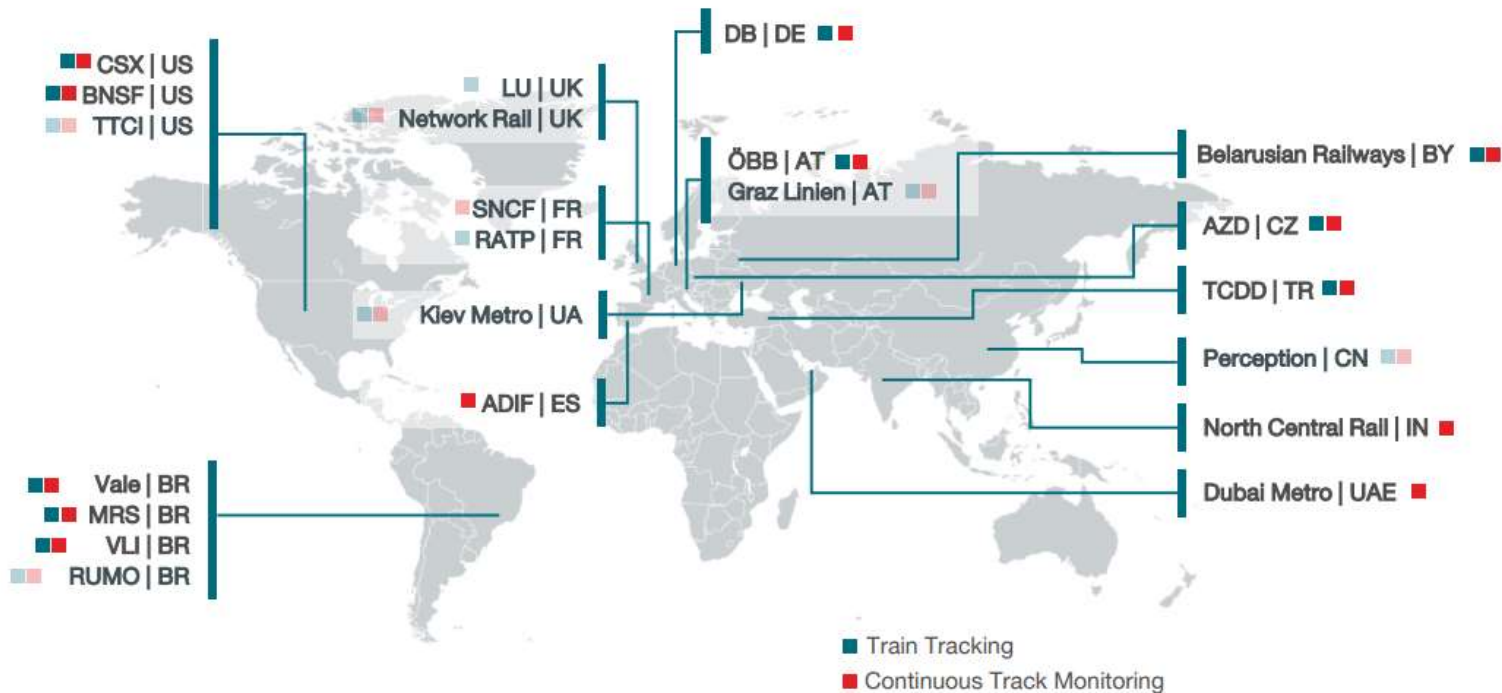 CSX | US
BNSF | US
TTCI | US
LU | UK
Network Rail | UK
SNCF | FR
RATP | FR
Kiev Metro | UA
ADIF | ES
Vale | BR
MRS | BR
VLI | BR
RUMO | BR
DB | DE
ÖBB | AT
Graz Linien | AT
Belarusian Railways | BY
AZD | CZ
TCDD | TR
Perception | CN
North Central Rail | IN
Dubai Metro | UAE
Train Tracking
Continuous Track Monitoring